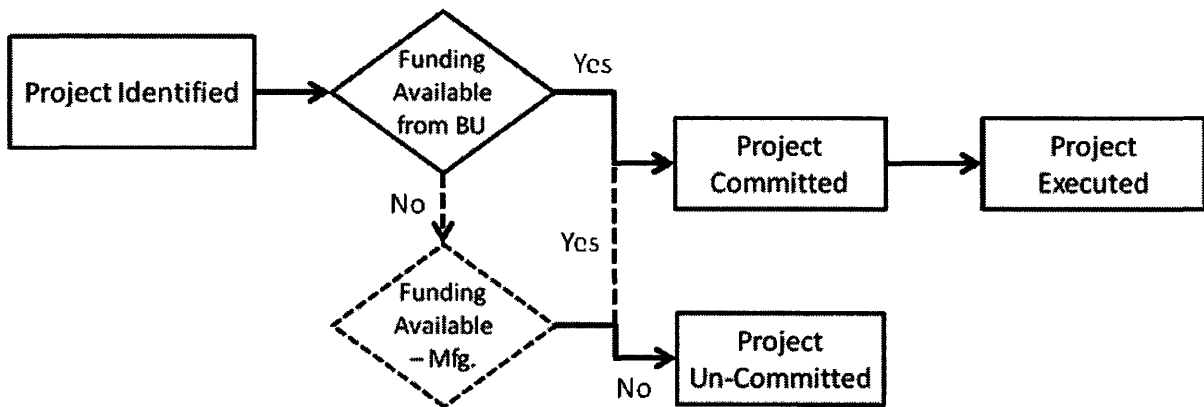 Project Identified
Funding
Available
from BU
Yes
Project
Committed
Project
Executed
No
Yes
Funding
Available
– Mfg.
Project
Un-Committed
No